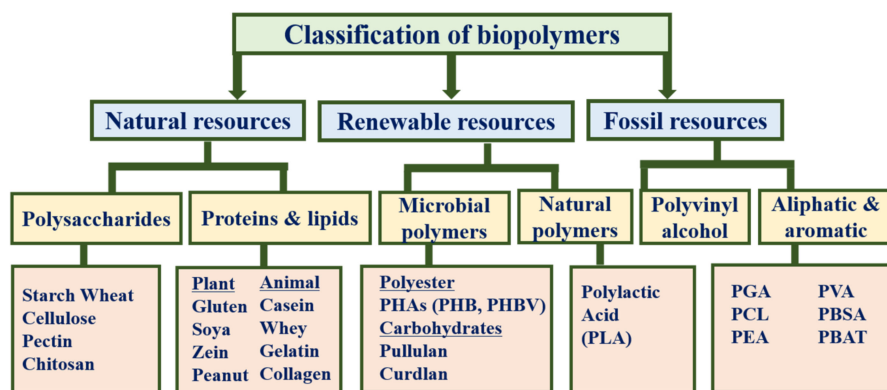 Classification of biopolymers
Natural resources
Renewable resources
Fossil resources
Polysaccharides
Proteins & lipids
Microbial
polymers
Natural
polymers
Polyvinyl
alcohol
Aliphatic &
aromatic
Starch Wheat
Cellulose
Pectin
Chitosan
Plant
Gluten
Soya
Zein
Peanut
Animal
Casein
Whey
Gelatin
Collagen
Polyester
PHAs (PHB, PHBV)
Carbohydrates
Pullulan
Curdlan
Polylactic
Acid
(PLA)
PGA
PCL
PEA
PVA
PBSA
PBAT